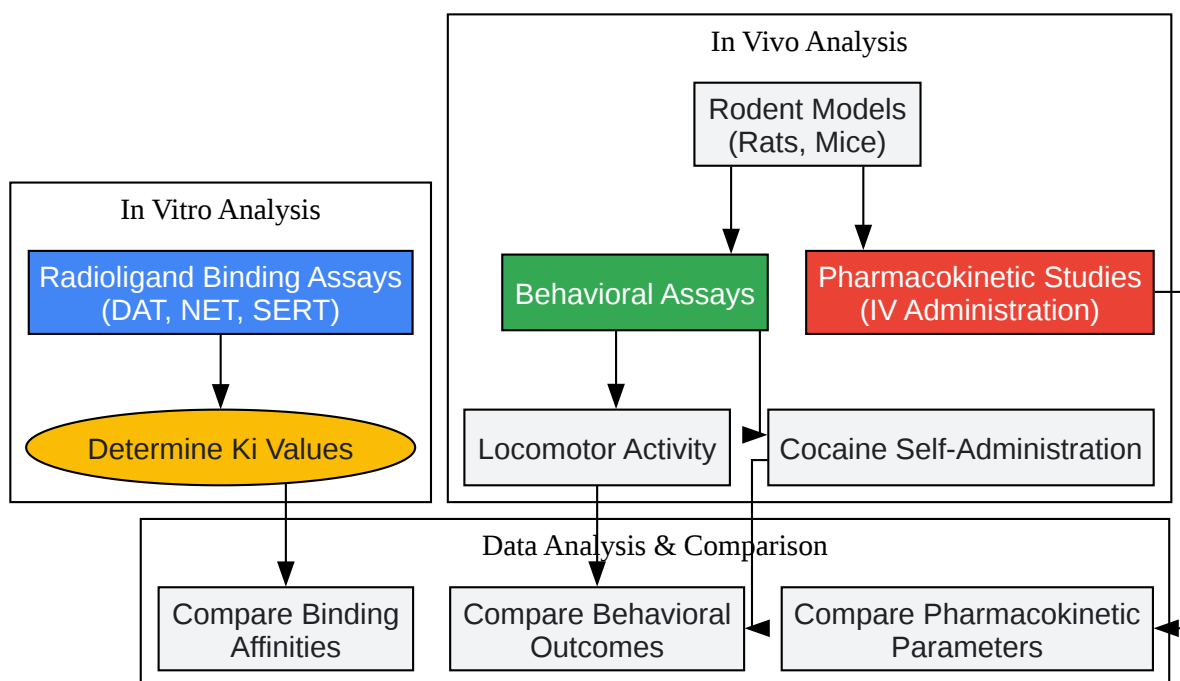 In Vivo Analysis
Rodent Models
(Rats, Mice)
In Vitro Analysis
Radioligand Binding Assays
(DAT, NET, SERT)
Behavioral Assays
Pharmacokinetic Studies
(IV Administration)
Determine Ki Values
Locomotor Activity
Cocaine Self-Administration
Data Analysis & Comparison
Compare Binding
Affinities
Compare Behavioral
Outcomes
Compare Pharmacokinetic
Parameters